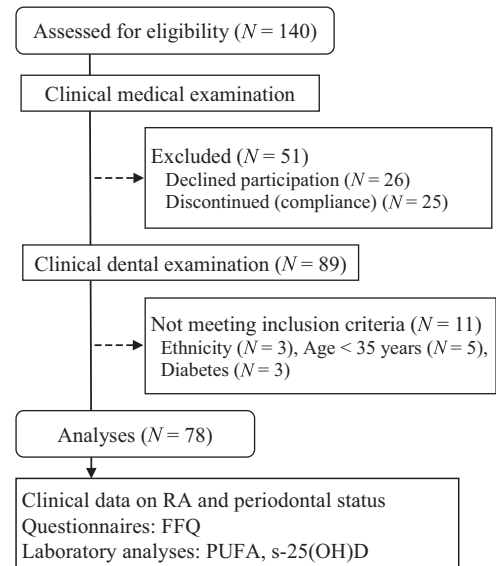 Assessed for eligibility (N = 140)
Clinical medical examination
Excluded (N = 51)
Declined participation (N = 26)
Discontinued (compliance) (N = 25)
Clinical dental examination (N = 89)
Not meeting inclusion criteria (N = 11)
Ethnicity (N = 3), Age < 35 years (N = 5),
Diabetes (N = 3)
Analyses (N = 78)
Clinical data on RA and periodontal status
Questionnaires: FFQ
Laboratory analyses: PUFA, s-25(OH)D